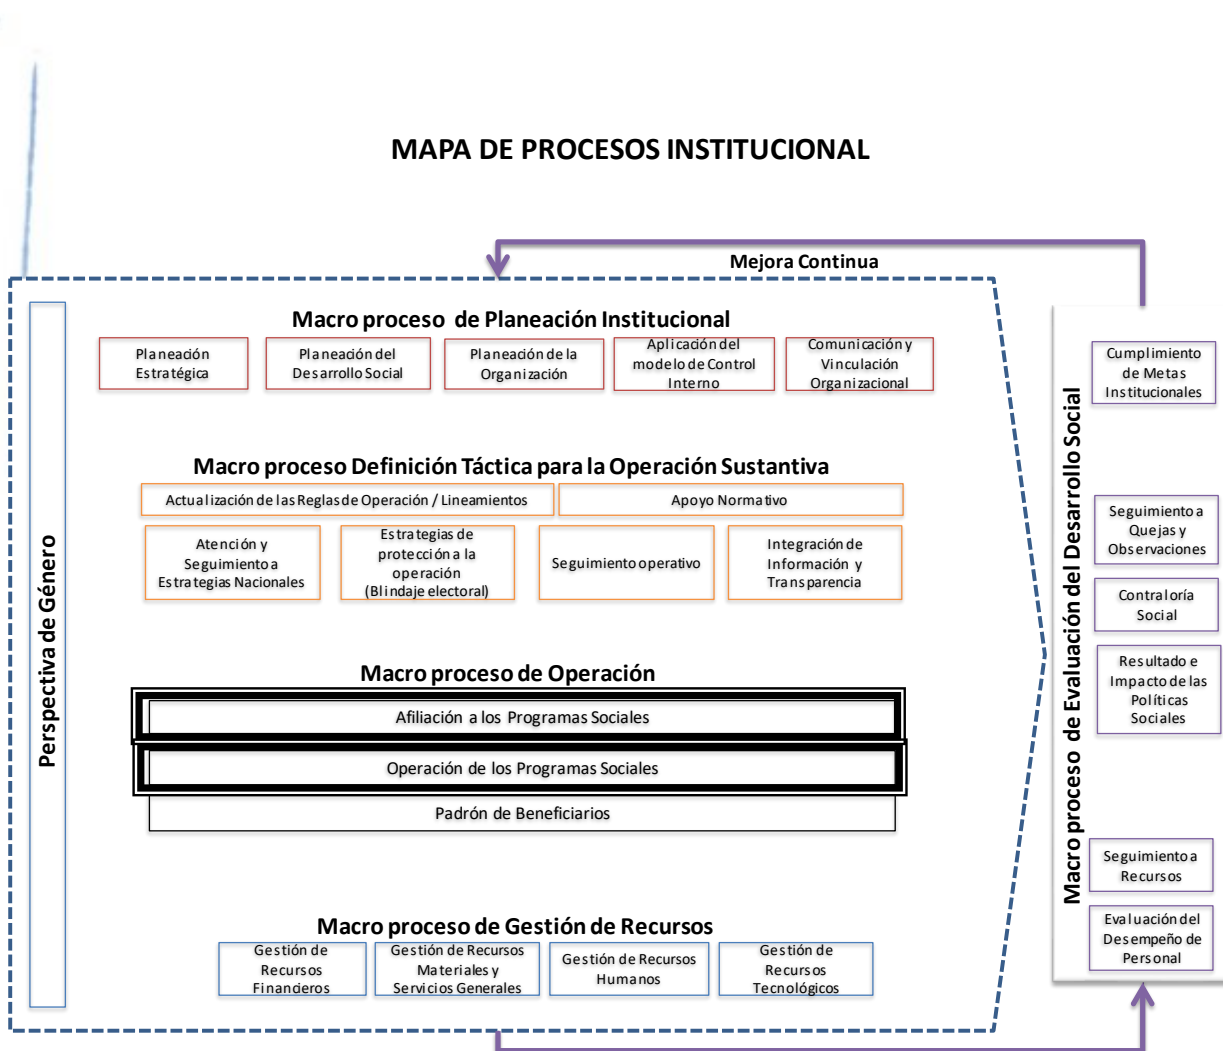 MAPA DE PROCESOS INSTITUCIONAL
Mejora Continua
Perspectiva de Género
Macro proceso de Planeación Institucional
Planeación
Estratégica
Planeación del
Desarrollo Social
Planeación de la
Organización
Aplicación del
modelo de Control
Interno
Comunicación y
Vinculación
Organizacional
Macro proceso Definición Táctica para la Operación Sustantiva
Actualización de las Reglas de Operación / Lineamientos
Apoyo Normativo
Atención y
Seguimiento a
Estrategias Nacionales
Estrategias de
protección a la
operación
(Blindaje electoral)
Seguimiento operativo
Integración de
Información y
Transparencia
Macro proceso de Operación
Afiliación a los Programas Sociales
Operación de los Programas Sociales
Padrón de Beneficiarios
Macro proceso de Gestión de Recursos
Gestión de
Recursos
Financieros
Gestión de Recursos
Materiales y
Servicios Generales
Gestión de Recursos
Humanos
Gestión de
Recursos
Tecnológicos
Macro proceso de Evaluación del Desarrollo Social
Cumplimiento
de Metas
Institucionales
Seguimiento a
Quejas y
Observaciones
Contraloría
Social
Resultado e
Impacto de las
Políticas
Sociales
Seguimiento a
Recursos
Evaluación del
Desempeño de
Personal